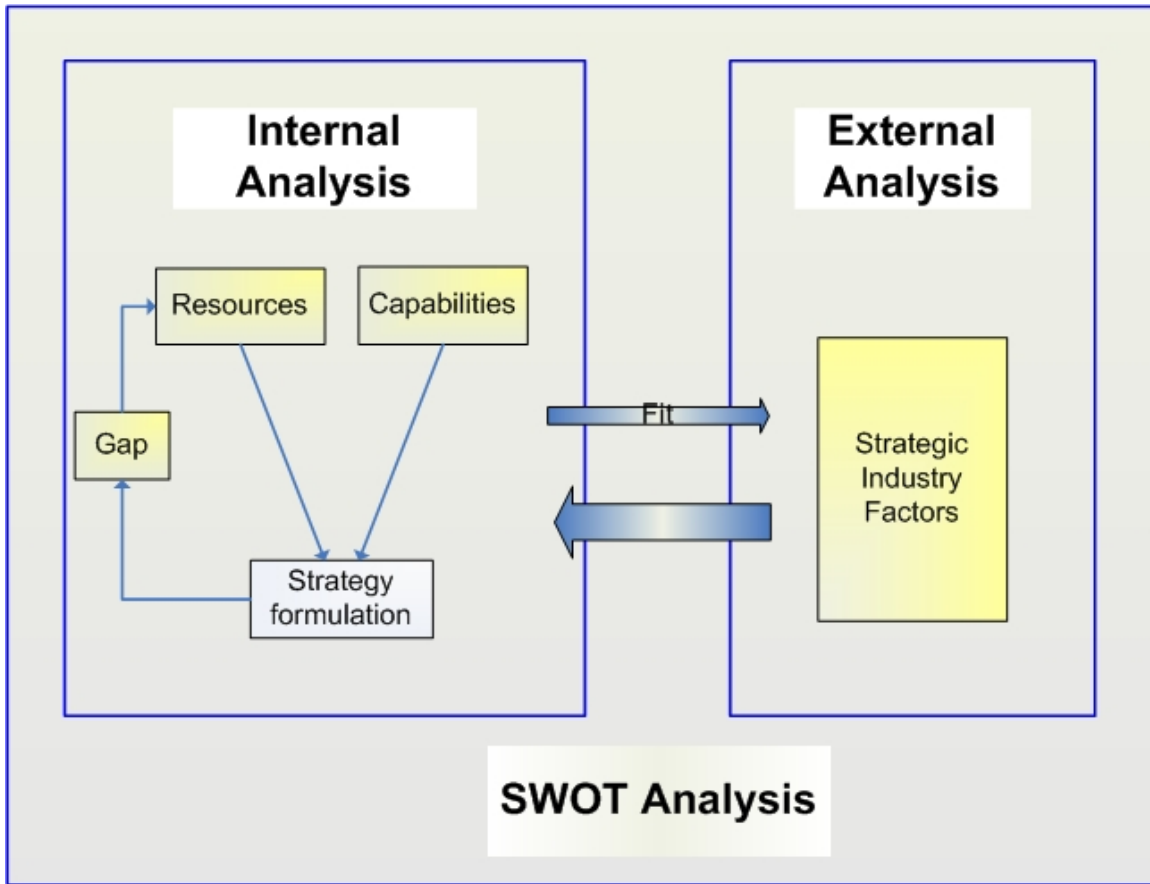 Internal
Analysis
External
Analysis
Resources
Capabilities
Gap
Fit
Strategic
Industry
Factors
Strategy
formulation
SWOT Analysis